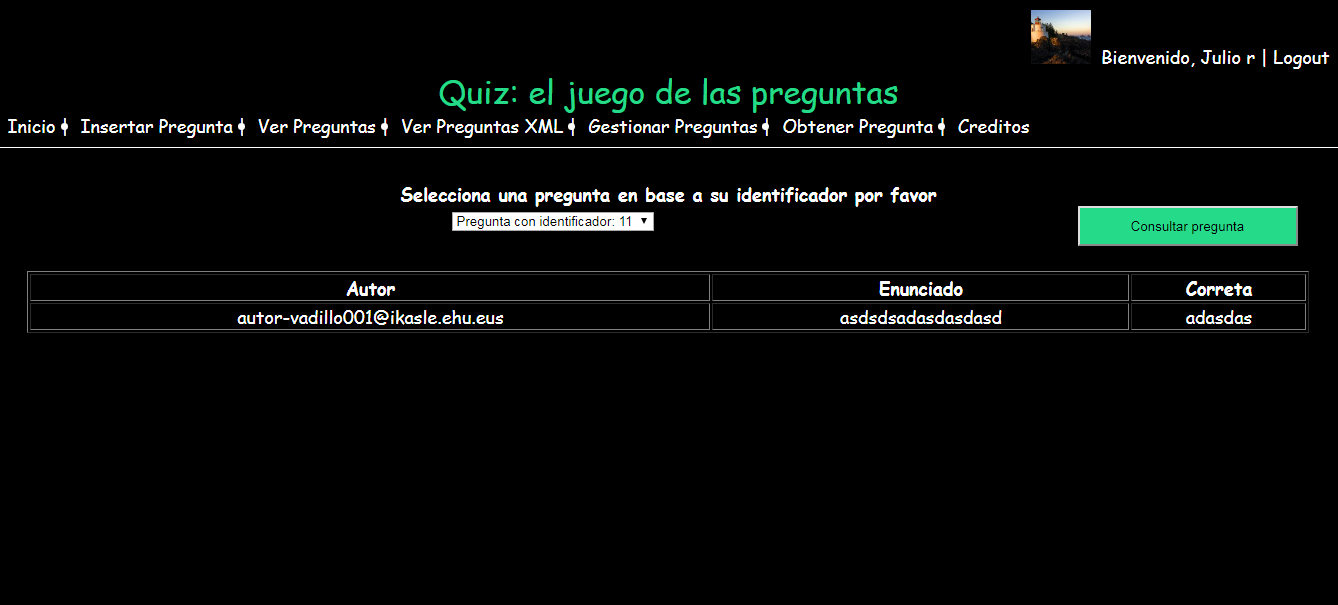 Bienvenido, Julio r | Logout
Quiz: el juego de las preguntas
Inicio Insertar Pregunta Ver Preguntas Ver Preguntas XML Gestionar Preguntas Obtener Pregunta Creditos
Selecciona una pregunta en base a su identificador por favor
Pregunta con identificador: 11
Consultar pregunta
Autor Enunciado Correta
autor-vadillo001@ikasle.ehu.eus asdsdsadasdasdasd adasdas